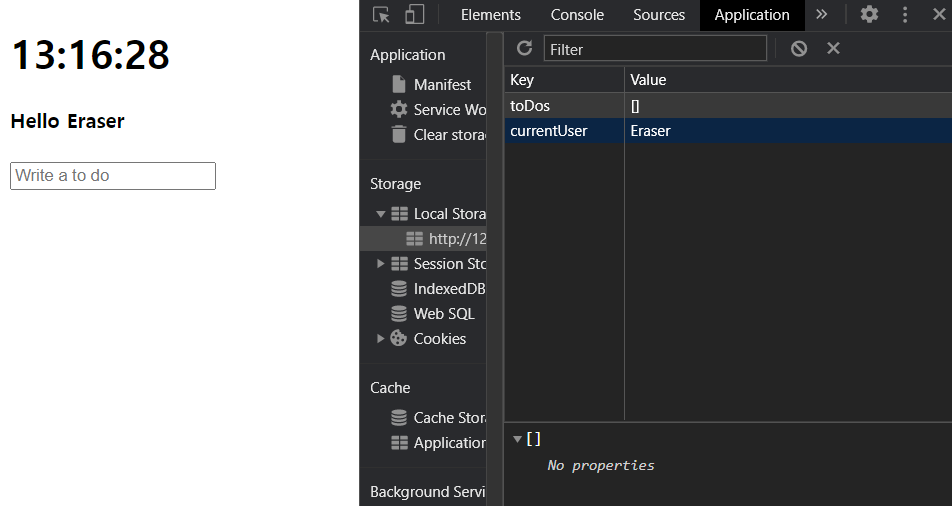 13:16:28
Hello Eraser
Write a to do
Elements Console Sources Application
Application
Manifest
Service Wo
Clear stora
Storage
Local Stora
http://12
Session Sto
IndexedDB
Web SQL
Cookies
Cache
Cache Stora
Application
Background Servi
Filter
Key Value
toDos []
currentUser Eraser
[]
No properties